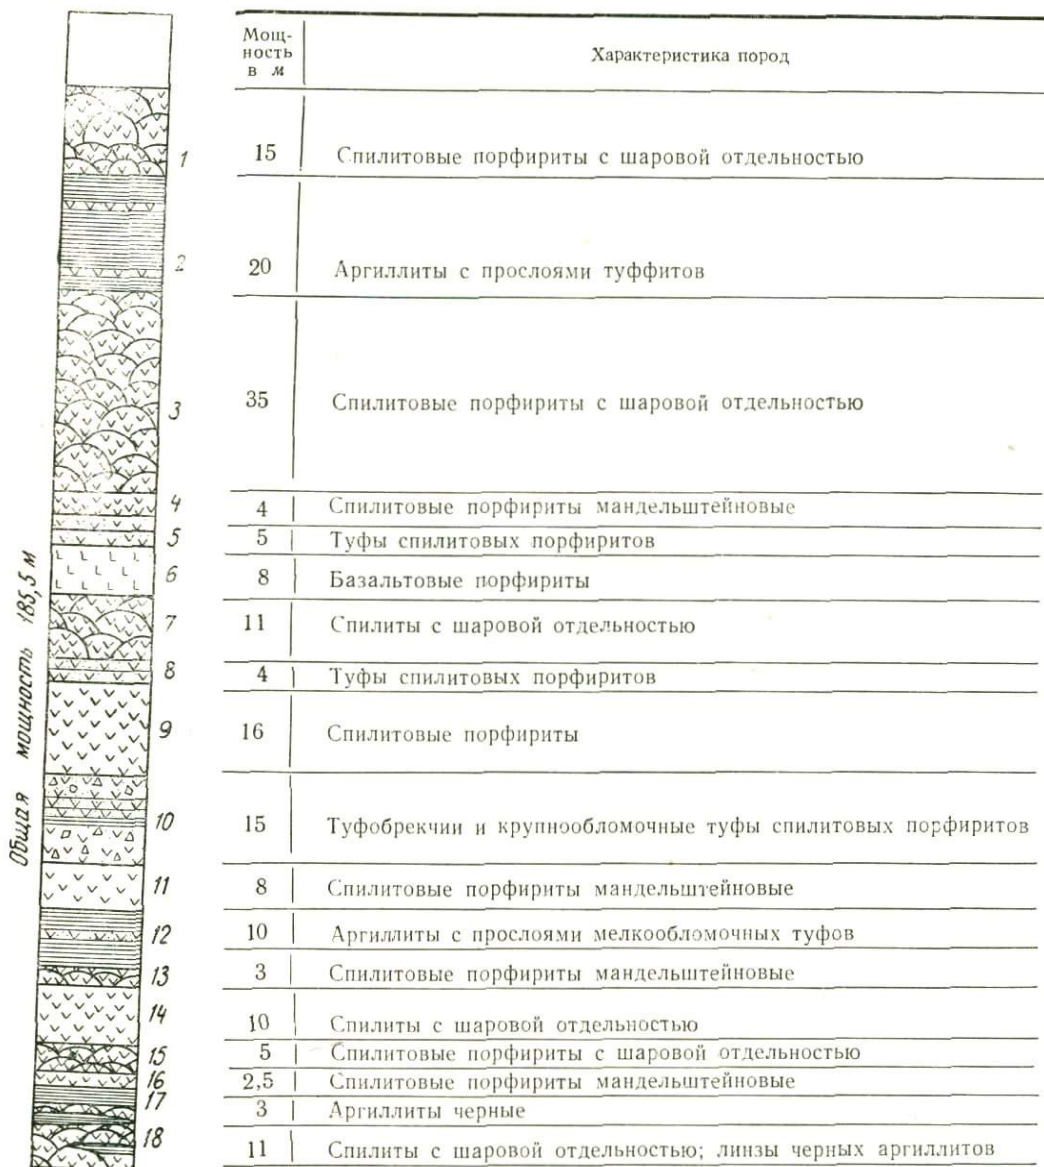 Мощ-
ность
в м
Характеристика пород
1 15 Спилитовые порфириты с шаровой отдельностью
2 20 Аргиллиты с прослоями туффитов
3 35 Спилитовые порфириты с шаровой отдельностью
4 4 Спилитовые порфириты мандельштейновые
5 5 Туфы спилитовых порфиритов
6 8 Базальтовые порфириты
7 11 Спилиты с шаровой отдельностью
8 4 Туфы спилитовых порфиритов
9 16 Спилитовые порфириты
10 15 Туфобрекчии и крупнообломочные туфы спилитовых порфиритов
11 8 Спилитовые порфириты мандельштейновые
12 10 Аргиллиты с прослоями мелкообломочных туфов
13 3 Спилитовые порфириты мандельштейновые
14 10 Спилиты с шаровой отдельностью
15 5 Спилитовые порфириты с шаровой отдельностью
16 2,5 Спилитовые порфириты мандельштейновые
17 3 Аргиллиты черные
18 11 Спилиты с шаровой отдельностью; линзы черных аргиллитов
Общая мощность 185,5 м